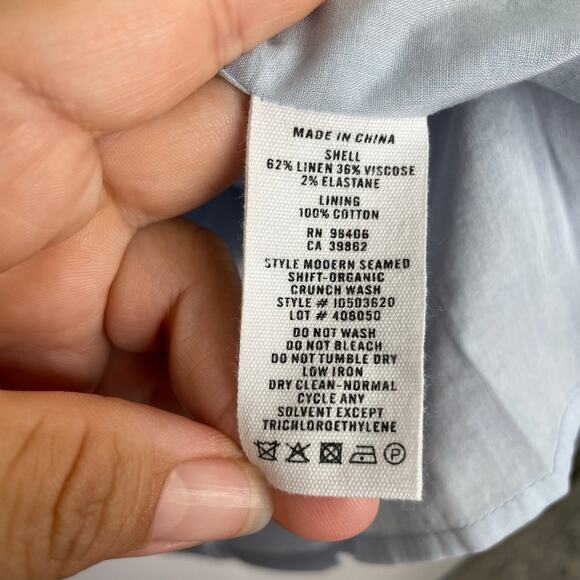 MADE IN CHINA
SHELL
62% LINEN 36% VISCOSE
2% ELASTANE
LINING
100% COTTON
RN 98406
CA 39862
STYLE MODERN SEAMED
SHIFT-ORGANIC
CRUNCH WASH
STYLE # ID503620
LOT # 408050
DO NOT WASH
DO NOT BLEACH
DO NOT TUMBLE DRY
LOW IRON
DRY CLEAN-NORMAL
CYCLE ANY
SOLVENT EXCEPT
TRICHLOROETHYLENE
P